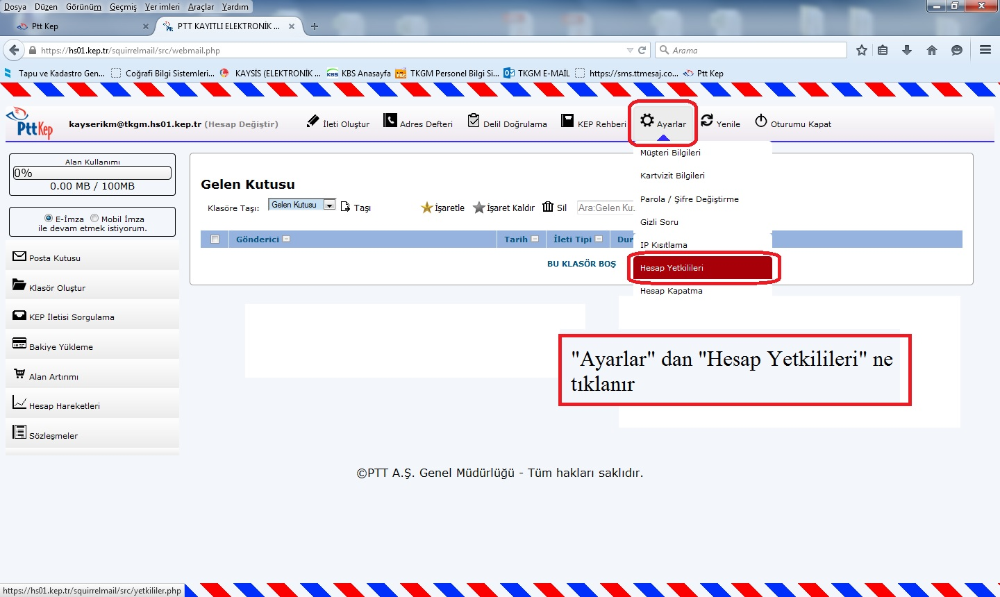 Dosya Düzen Görünüm Geçmiş Yer imleri Araçlar Yardım
Ptt Kep
PTT KAYITLI ELEKTRONİK ...
https://hs01.kep.tr/squirrelmail/src/webmail.php
Arama
Tapu ve Kadastro Gen...
Coğrafi Bilgi Sistemleri...
KAYSİS (ELEKTRONİK ...
KBS Anasayfa
TKGM Personel Bilgi Si...
TKGM E-MAİL
https://sms.ttmesaj.co...
Ptt Kep
PttKep
kayserikm@tkgm.hs01.kep.tr (Hesap Değiştir)
İleti Oluştur
Adres Defteri
Delil Doğrulama
KEP Rehberi
Ayarlar
Yenile
Oturumu Kapat
Müşteri Bilgileri
Kartvizit Bilgileri
Parola / Şifre Değiştirme
Gizli Soru
IP Kısıtlama
Hesap Yetkilileri
Hesap Kapatma
Alan Kullanımı
0%
0.00 MB / 100MB
E-İmza Mobil İmza
ile devam etmek istiyorum.
Posta Kutusu
Klasör Oluştur
KEP İletisi Sorgulama
Bakiye Yükleme
Alan Artırımı
Hesap Hareketleri
Sözleşmeler
Gelen Kutusu
Klasöre Taşı: Gelen Kutusu Taşı İşaretle İşaret Kaldır Sil Ara:Gelen Ku
Gönderici Tarih İleti Tipi Dur
BU KLASÖR BOŞ
"Ayarlar" dan "Hesap Yetkilileri" ne
tıklanır
©PTT A.Ş. Genel Müdürlüğü - Tüm hakları saklıdır.
https://hs01.kep.tr/squirrelmail/src/yetkililer.php